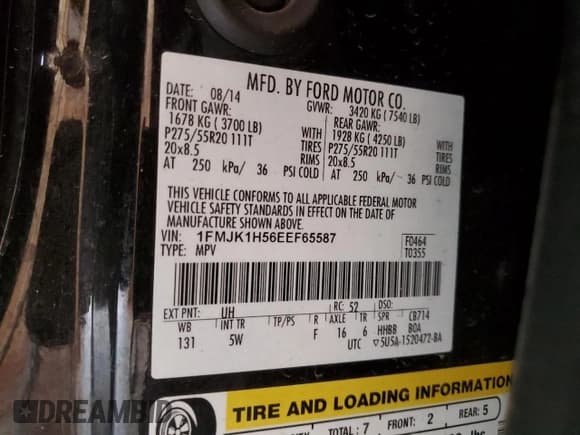 MFD. BY FORD MOTOR CO.
DATE: 08/14 GVWR: 3420 KG ( 7540 LB)
FRONT GAWR: REAR GAWR:
1678 KG ( 3700 LB) 1928 KG ( 4250 LB) WITH
P275/55R20 111T TIRES P275/55R20 111T TIRES
20x8.5 RIMS 20x8.5 RIMS
AT 250 kPa/ 36 PSI COLD AT 250 kPa/ 36 PSI COLD
THIS VEHICLE CONFORMS TO ALL APPLICABLE FEDERAL MOTOR
VEHICLE SAFETY STANDARDS IN EFFECT ON THE DATE OF
MANUFACTURE SHOWN ABOVE.
VIN: 1FMJK1H56EEF65587 F0464
TYPE: MPV T0355
EXT PNT: UH RC: 52 DSO:
WB INT TR TP/PS R AXLE TR SPR CB714
131 5W F 16 6 HHBB BOA
UTC ▽5U5A-1520472-BA
TIRE AND LOADING INFORMATION
TOTAL: 7 FRONT: 2 REAR: 5
DREAMBID